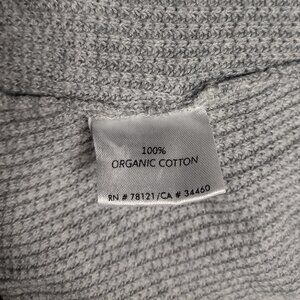 100%
ORGANIC COTTON
RN # 78121/CA # 34460